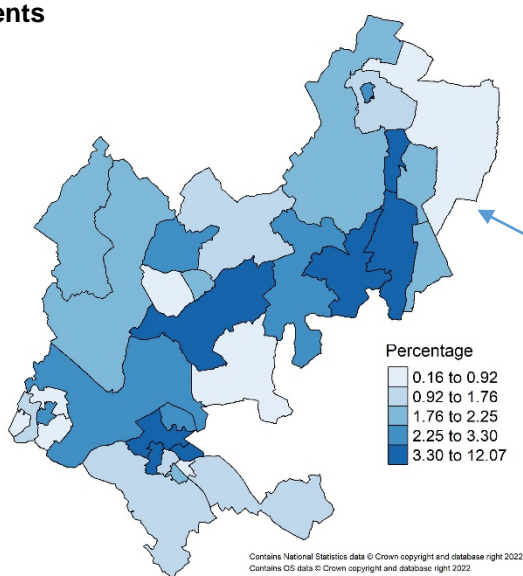 ents
Percentage
0.16 to 0.92
0.92 to 1.76
1.76 to 2.25
2.25 to 3.30
3.30 to 12.07
Contains National Statistics data © Crown copyright and database right 2022
Contains OS data © Crown copyright and database right 2022